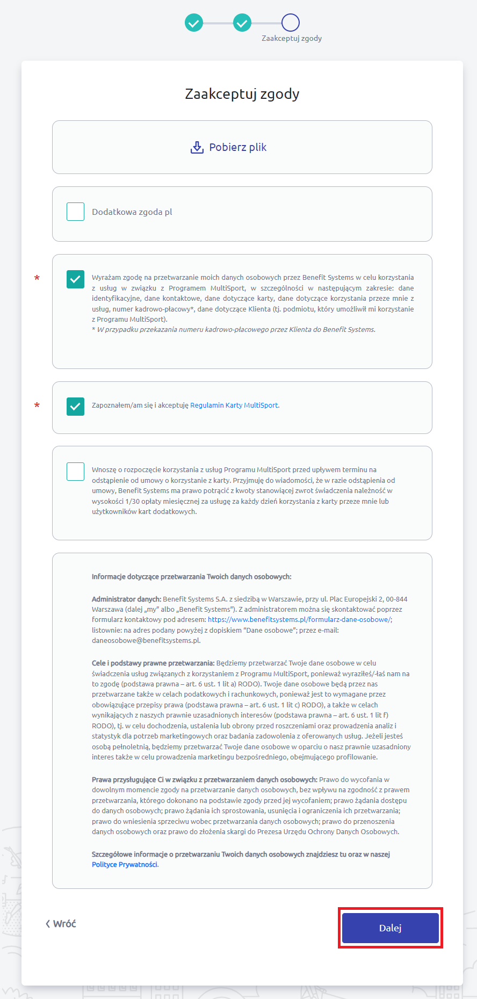 Zaakceptuj zgody
Zaakceptuj zgody
Pobierz plik
Dodatkowa zgoda pl
*
Wyrażam zgodę na przetwarzanie moich danych osobowych przez Benefit Systems w celu korzystania
z usług w związku z Programem MultiSport, w szczególności w następującym zakresie: dane
identyfikacyjne, dane kontaktowe, dane dotyczące karty, dane dotyczące korzystania przeze mnie z
usług, numer kadrowo-płacowy*, dane dotyczące Klienta (tj. podmiotu, który umożliwił mi korzystanie
z Programu MultiSport).
* W przypadku przekazania numeru kadrowo-płacowego przez Klienta do Benefit Systems.
*
Zapoznałem/am się i akceptuję Regulamin Karty MultiSport.
Wnoszę o rozpoczęcie korzystania z usług Programu MultiSport przed upływem terminu na
odstąpienie od umowy o korzystanie z karty. Przyjmuję do wiadomości, że w razie odstąpienia od
umowy, Benefit Systems ma prawo potrącić z kwoty stanowiącej zwrot świadczenia należność w
wysokości 1/30 opłaty miesięcznej za usługę za każdy dzień korzystania z karty przeze mnie lub
użytkowników kart dodatkowych.
Informacje dotyczące przetwarzania Twoich danych osobowych:
Administrator danych: Benefit Systems S.A. z siedzibą w Warszawie, przy ul. Plac Europejski 2, 00-844
Warszawa (dalej „my” albo „Benefit Systems”). Z administratorem można się skontaktować poprzez
formularz kontaktowy pod adresem: https://www.benefitsystems.pl/formularz-dane-osobowe/;
listownie: na adres podany powyżej z dopiskiem “Dane osobowe”; przez e-mail:
daneosobowe@benefitsystems.pl.
Cele i podstawy prawne przetwarzania: Będziemy przetwarzać Twoje dane osobowe w celu
świadczenia usług związanych z korzystaniem z Programu MultiSport, ponieważ wyraziłeś/-łaś nam na
to zgodę (podstawa prawna – art. 6 ust. 1 lit a) RODO). Twoje dane osobowe będą przez nas
przetwarzane także w celach podatkowych i rachunkowych, ponieważ jest to wymagane przez
obowiązujące przepisy prawa (podstawa prawna – art. 6 ust. 1 lit c) RODO), a także w celach
wynikających z naszych prawnie uzasadnionych interesów (podstawa prawna – art. 6 ust. 1 lit f)
RODO), tj. w celu dochodzenia, ustalenia lub obrony przed roszczeniami oraz prowadzenia analiz i
statystyk dla potrzeb marketingowych oraz badania zadowolenia z oferowanych usług. Jeżeli jesteś
osobą pełnoletnią, będziemy przetwarzać Twoje dane osobowe w oparciu o nasz prawnie uzasadniony
interes także w celu prowadzenia marketingu bezpośredniego, obejmującego profilowanie.
Prawa przysługujące Ci w związku z przetwarzaniem danych osobowych: Prawo do wycofania w
dowolnym momencie zgody na przetwarzanie danych osobowych, bez wpływu na zgodność z prawem
przetwarzania, którego dokonano na podstawie zgody przed jej wycofaniem; prawo żądania dostępu
do danych osobowych; prawo żądania ich sprostowania, usunięcia i ograniczenia ich przetwarzania;
prawo do wniesienia sprzeciwu wobec przetwarzania danych osobowych; prawo do przenoszenia
danych osobowych oraz prawo do złożenia skargi do Prezesa Urzędu Ochrony Danych Osobowych.
Szczegółowe informacje o przetwarzaniu Twoich danych osobowych znajdziesz tu oraz w naszej
Polityce Prywatności.
Wróć
Dalej